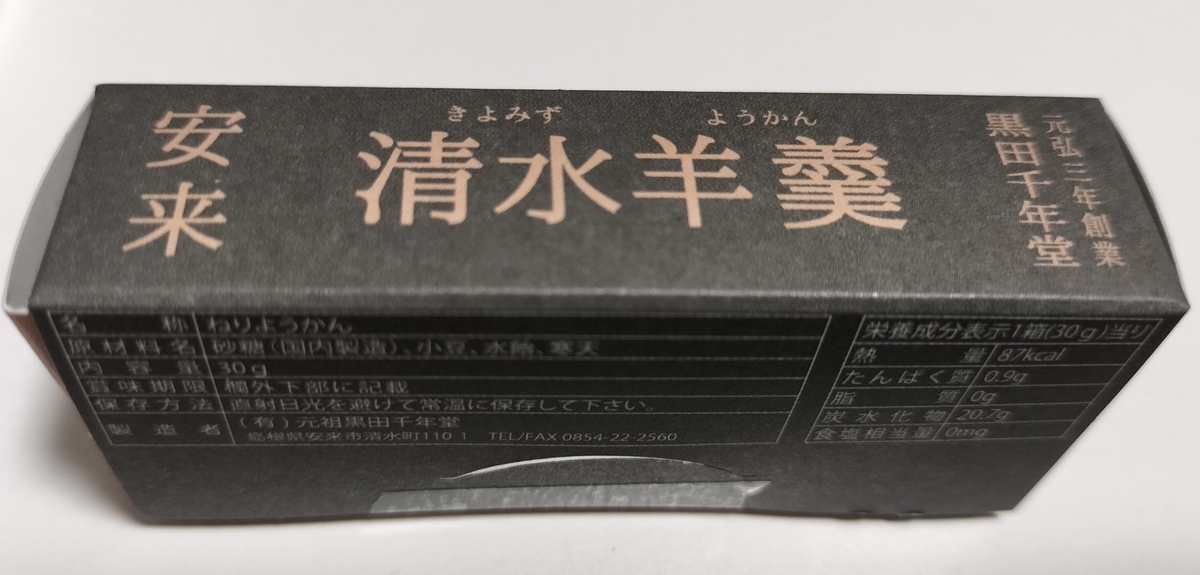 安来
きよみず ようかん
清水羊羹
元弘二年創業
黒田千年堂
名称 ねりようかん
原材料名 砂糖(国内製造)、小豆、水飴、寒天
内容量 30g
賞味期限 欄外下部に記載
保存方法 直射日光を避けて常温に保存して下さい。
製造者 (有)元祖黒田千年堂
島根県安来市清水町110-1 TEL/FAX 0854-22-2560
栄養成分表示1箱(30g)当り
熱量 87kcal
たんぱく質 0.9g
脂質 0g
炭水化物 20.7g
食塩相当量 0mg